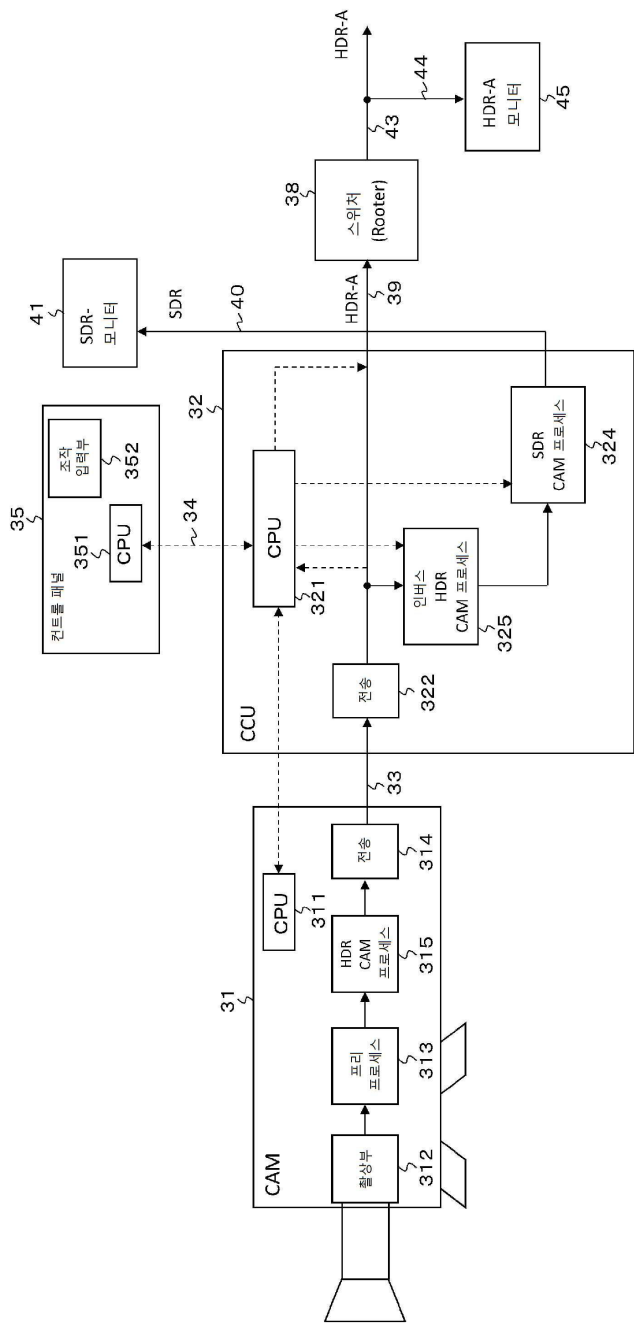 CAM
31
촬상부
312
프리
프로세스
313
HDR
CAM
프로세스
315
전송
314
CPU
311
33
CCU
32
전송
322
CPU
321
인버스
HDR
CAM 프로세스
325
SDR
CAM 프로세스
324
34
컨트롤 패널
35
CPU
351
조작
입력부
352
SDR-
모니터
41
SDR
40
HDR-A
39
스위처
(Rooter)
38
43
HDR-A
44
HDR-A
모니터
45